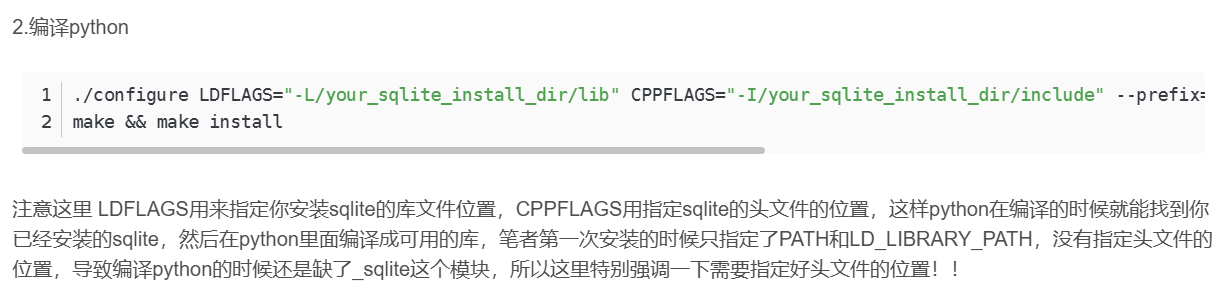 2.编译python
1 ./configure LDFLAGS="-L/your_sqlite_install_dir/lib" CPPFLAGS="-I/your_sqlite_install_dir/include" --prefix=
2 make && make install
注意这里 LDFLAGS用来指定你安装sqlite的库文件位置，CPPFLAGS用指定sqlite的头文件的位置，这样python在编译的时候就能找到你
已经安装的sqlite，然后在python里面编译成可用的库，笔者第一次安装的时候只指定了PATH和LD_LIBRARY_PATH，没有指定头文件的
位置，导致编译python的时候还是缺了_sqlite这个模块，所以这里特别强调一下需要指定好头文件的位置！！